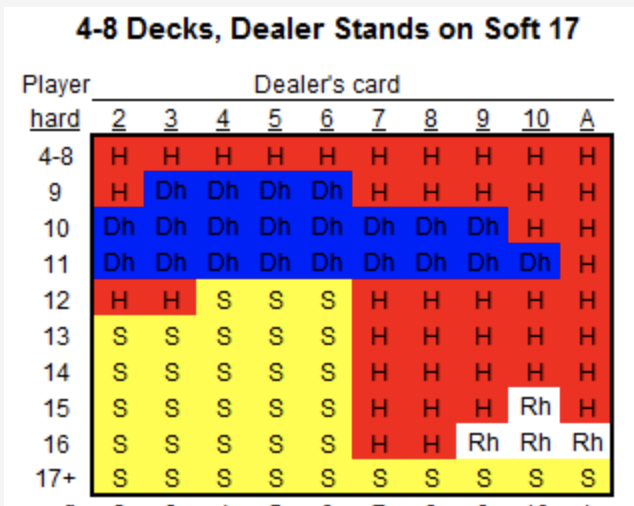 4-8 Decks, Dealer Stands on Soft 17
Player Dealer's card
hard 2 3 4 5 6 7 8 9 10 A
4-8 H H H H H H H H H H
9 H Dh Dh Dh Dh H H H H H
10 Dh Dh Dh Dh Dh Dh Dh Dh H H
11 Dh Dh Dh Dh Dh Dh Dh Dh Dh H
12 H H S S S H H H H H
13 S S S S S H H H H H
14 S S S S S H H H H H
15 S S S S S H H H Rh H
16 S S S S S H H Rh Rh Rh
17+ S S S S S S S S S S